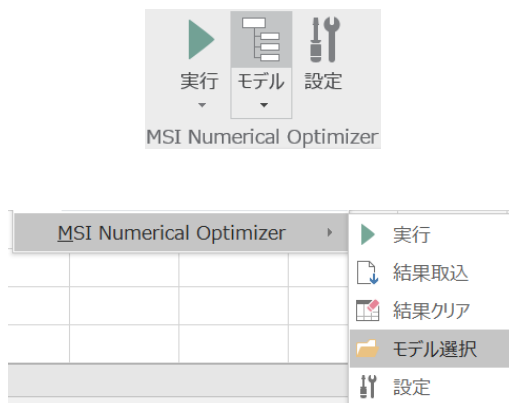 実行 モデル 設定
MSI Numerical Optimizer
MSI Numerical Optimizer
実行
結果取込
結果クリア
モデル選択
設定